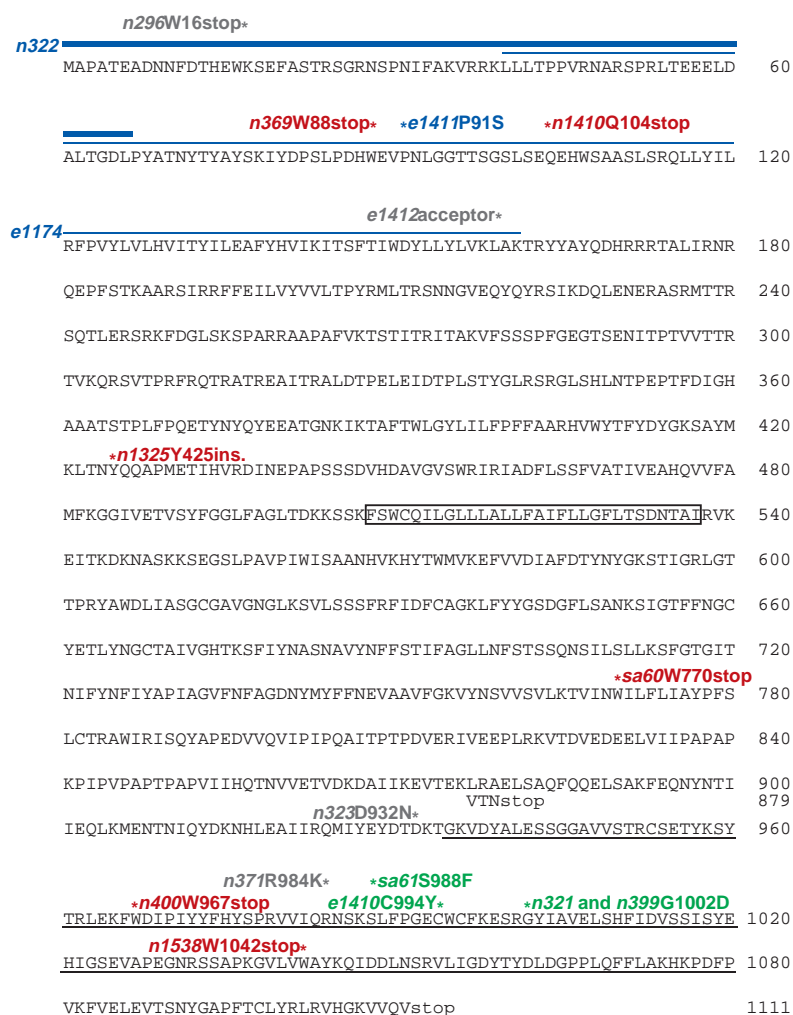 n296W16stop*
n322
MAPATEADNNFDTHEWKSEFASTRSGRNSPNIFAKVRRKLLLTPPVRNARSPRLTEEELD 60
n369W88stop* *e1411P91S *n1410Q104stop
ALTGDLPYATNYTYAYSKIYDPSLPDHWEVPNLGGTTSGSLSEQEHWSAASLSRQLLYIL 120
e1412acceptor*
e1174
RFPVYLVLHVITYILEAFYHVIKITSFTIWDYLLYLVKLAKTRYYAYQDHRRRTALIRNR 180
QEPFSTKAARSIRRFFEILVYVVLTPYRMLTRSNNGVEQYQYRSIKDQLENERASRMTTR 240
SQTLERSRKFDGLSKSPARRAAPAFVKTSTITRITAKVFSSSPFGEGTSENITPTVVTTR 300
TVKQRSVTPRFRQTRATREAITRALDTPELEIDTPLSTYGLRSRGLSHLNTPEPTFDIGH 360
AAATSTPLFPQETYNYQYEEATGNKIKTAFTWLGYLILFPFFAARHVWYTFYDYGKSAYM 420
*n1325Y425ins.
KLTNYQQAPMETIHVRDINEPAPSSSDVHDAVGVSWRIRIADFLSSFVATIVEAHQVVFA 480
MFKGGIVETVSYFGGLFAGLTDKKSSKFSWCQILGLLLALLFAIFLLGFLTSDNTAIRVK 540
EITKDKNASKKSEGSLPAVPIWISAANHVKHYTWMVKEFVVDIAFDTYNYGKSTIGRLGT 600
TPRYAWDLIASGCGAVGNGLKSVLSSSFRFIDFCAGKLFYYGSDGFLSANKSIGTFFNGC 660
YETLYNGCTAIVGHTKSFIYNASNAVYNFFSTIFAGLLNFSTSSQNSILSLLKSFGTGIT 720
*sa60W770stop
NIFYNFIYAPIAGVFNFAGDNYMYFFNEVAAVFGKVYNSVVSVLKTVINWILFLIAYPFS 780
LCTRAWIRISQYAPEDVVQVIPIPQAITPTPDVERIVEEPLRKVTDVEDEELVIIPAPAP 840
KPIPVPAPTPAPVIIHQTNVVETVDKDAIIKEVTEKLRAELSAQFQQELSAKFEQNYNTI 900
VTNstop 879
n323D932N*
IEQLKMENTNIQYDKNHLEAIIRQMIYEYDTDKTGKVDYALESSGGAVVSTRCSETYKSY 960
n371R984K* *sa61S988F
*n400W967stop e1410C994Y* *n321 and n399G1002D
TRLEKFWDIPIYYFHYSPRVVIQRNSKSLFPGECWCFKESRGYIAVELSHFIDVSSISYE 1020
n1538W1042stop*
HIGSEVAPEGNRSSAPKGVLVWAYKQIDDLNSRVLIGDYTYDLDGPPLQFFLAKHKPDFP 1080
VKFVELEVTSNYGAPFTCLYRLRVHGKVVQVstop 1111